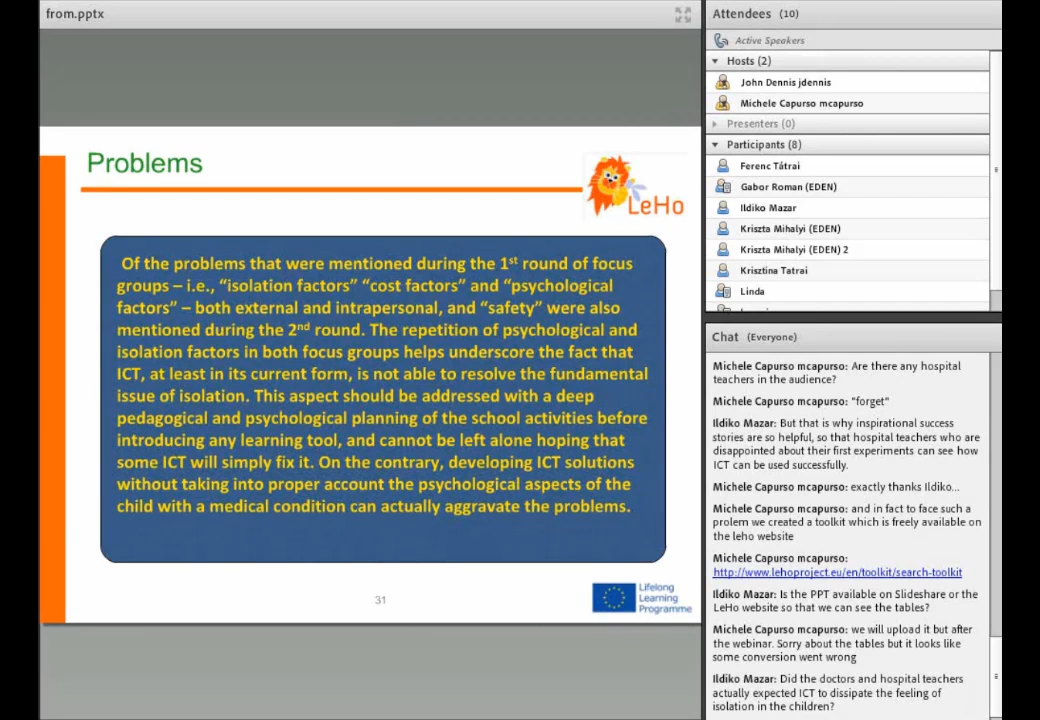 from.pptx
Problems
LeHo
Of the problems that were mentioned during the 1st round of focus
groups – i.e., “isolation factors” “cost factors” and “psychological
factors” – both external and intrapersonal, and “safety” were also
mentioned during the 2nd round. The repetition of psychological and
isolation factors in both focus groups helps underscore the fact that
ICT, at least in its current form, is not able to resolve the fundamental
issue of isolation. This aspect should be addressed with a deep
pedagogical and psychological planning of the school activities before
introducing any learning tool, and cannot be left alone hoping that
some ICT will simply fix it. On the contrary, developing ICT solutions
without taking into proper account the psychological aspects of the
child with a medical condition can actually aggravate the problems.
31
Lifelong
Learning
Programme
Attendees (10)
Active Speakers
Hosts (2)
John Dennis jdennis
Michele Capurso mcapurso
Presenters (0)
Participants (8)
Ferenc Tátrai
Gabor Roman (EDEN)
Ildiko Mazar
Kriszta Mihalyi (EDEN)
Kriszta Mihalyi (EDEN) 2
Krisztina Tatrai
Linda
Chat (Everyone)
Michele Capurso mcapurso: Are there any hospital
teachers in the audience?
Michele Capurso mcapurso: "forget"
Ildiko Mazar: But that is why inspirational success
stories are so helpful, so that hospital teachers who are
disappointed about their first experiments can see how
ICT can be used successfully.
Michele Capurso mcapurso: exactly thanks Ildiko...
Michele Capurso mcapurso: and in fact to face such a
prolem we created a toolkit which is freely available on
the leho website
Michele Capurso mcapurso:
http://www.lehoproject.eu/en/toolkit/search-toolkit
Ildiko Mazar: Is the PPT available on Slideshare or the
LeHo website so that we can see the tables?
Michele Capurso mcapurso: we will upload it but after
the webinar. Sorry about the tables but it looks like
some conversion went wrong
Ildiko Mazar: Did the doctors and hospital teachers
actually expected ICT to dissipate the feeling of
isolation in the children?